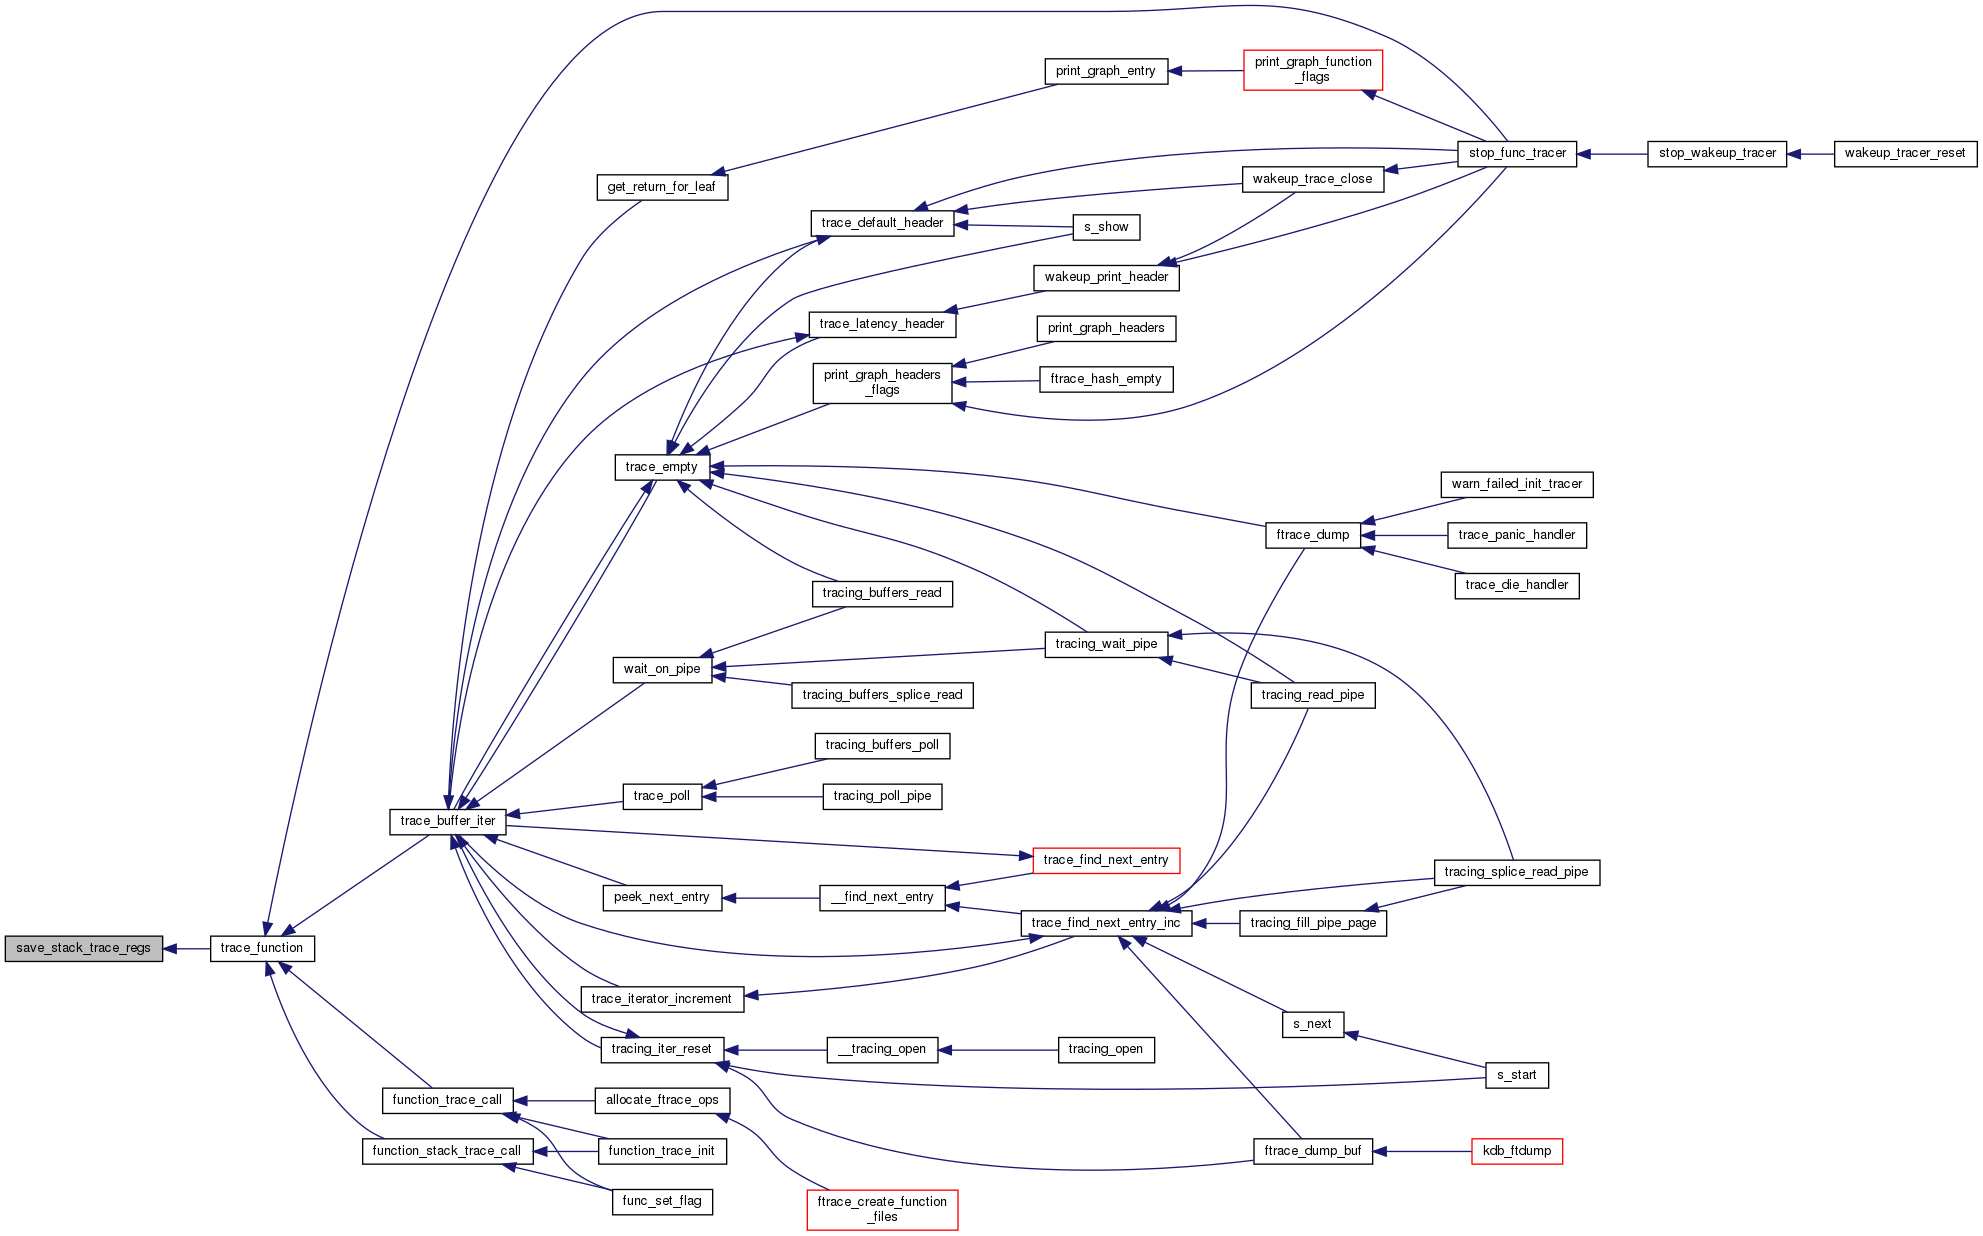 print_graph_function
_flags
print_graph_entry
stop_func_tracer
stop_wakeup_tracer
wakeup_tracer_reset
wakeup_trace_close
get_return_for_leaf
trace_default_header
s_show
wakeup_print_header
trace_latency_header
print_graph_headers
print_graph_headers
_flags
ftrace_hash_empty
trace_empty
warn_failed_init_tracer
ftrace_dump
trace_panic_handler
trace_die_handler
tracing_buffers_read
tracing_wait_pipe
wait_on_pipe
tracing_buffers_splice_read
tracing_read_pipe
tracing_buffers_poll
trace_poll
tracing_poll_pipe
trace_buffer_iter
trace_find_next_entry
tracing_splice_read_pipe
peek_next_entry
__find_next_entry
trace_find_next_entry_inc
tracing_fill_pipe_page
save_stack_trace_regs
trace_function
trace_iterator_increment
s_next
tracing_iter_reset
__tracing_open
tracing_open
s_start
function_trace_call
allocate_ftrace_ops
function_stack_trace_call
function_trace_init
ftrace_dump_buf
kdb_ftdump
func_set_flag
ftrace_create_function
_files